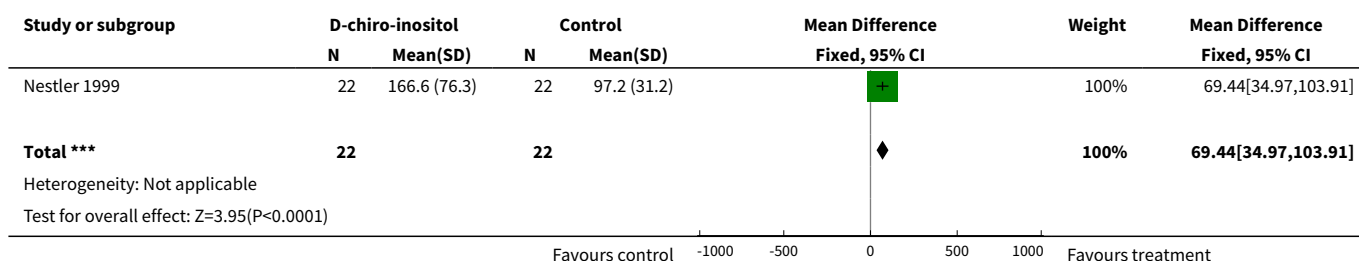 Study or subgroup D-chiro-inositol Control Mean Difference Weight Mean Difference
N Mean(SD) N Mean(SD) Fixed, 95% CI Fixed, 95% CI
Nestler 1999 22 166.6 (76.3) 22 97.2 (31.2) 100% 69.44[34.97,103.91]
Total *** 22 22 100% 69.44[34.97,103.91]
Heterogeneity: Not applicable
Test for overall effect: Z=3.95(P<0.0001)
Favours control -1000 -500 0 500 1000 Favours treatment